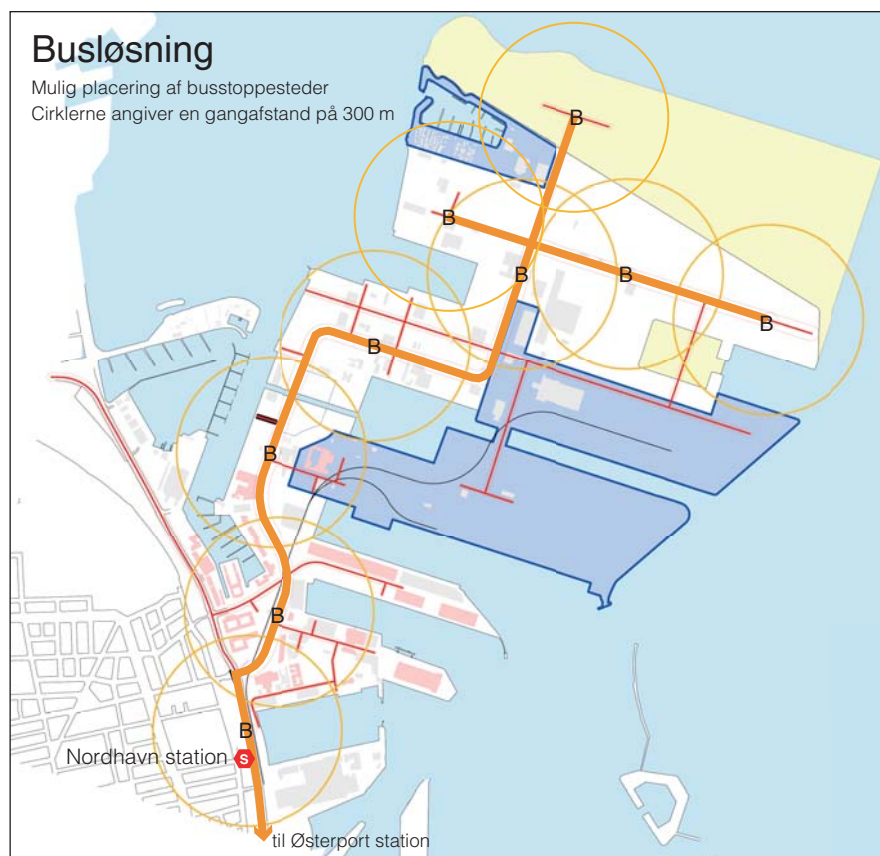 Busløsning
Mulig placering af busstoppesteder
Cirklerne angiver en gangafstand på 300 m
B
B
B
B
B
B
B
B
B
Nordhavn station S
til Østerport station